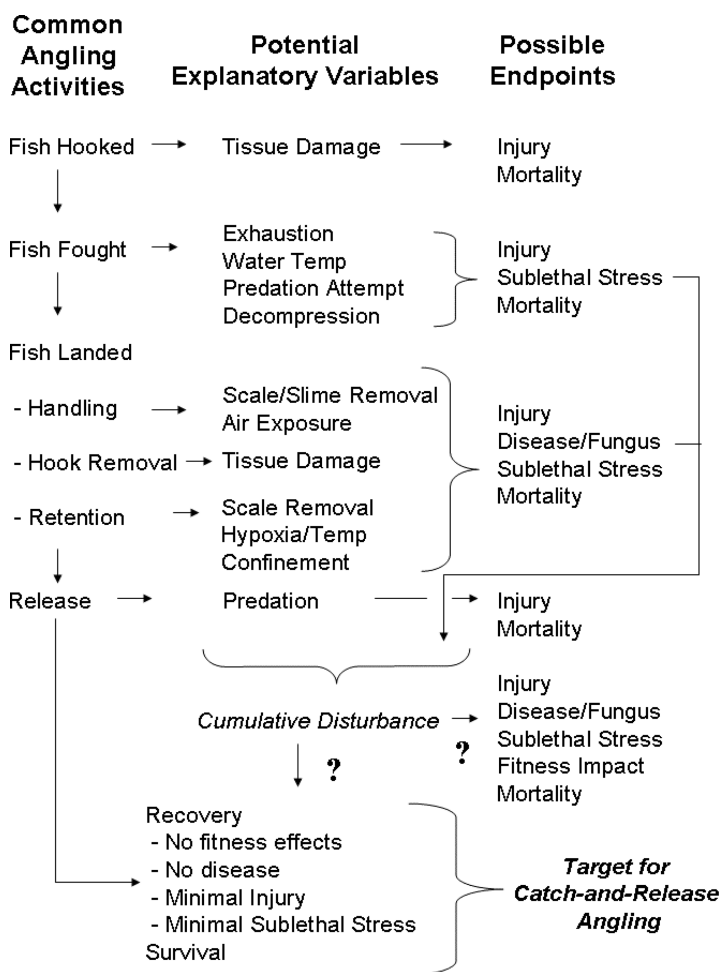 Common
Angling
Activities
Potential
Explanatory Variables
Possible
Endpoints
Fish Hooked
Tissue Damage
Injury
Mortality
Fish Fought
Exhaustion
Water Temp
Predation Attempt
Decompression
Injury
Sublethal Stress
Mortality
Fish Landed
- Handling
Scale/Slime Removal
Air Exposure
- Hook Removal
Tissue Damage
- Retention
Scale Removal
Hypoxia/Temp
Confinement
Injury
Disease/Fungus
Sublethal Stress
Mortality
Release
Predation
Injury
Mortality
Cumulative Disturbance
?
?
Injury
Disease/Fungus
Sublethal Stress
Fitness Impact
Mortality
Recovery
- No fitness effects
- No disease
- Minimal Injury
- Minimal Sublethal Stress
Survival
Target for
Catch-and-Release
Angling